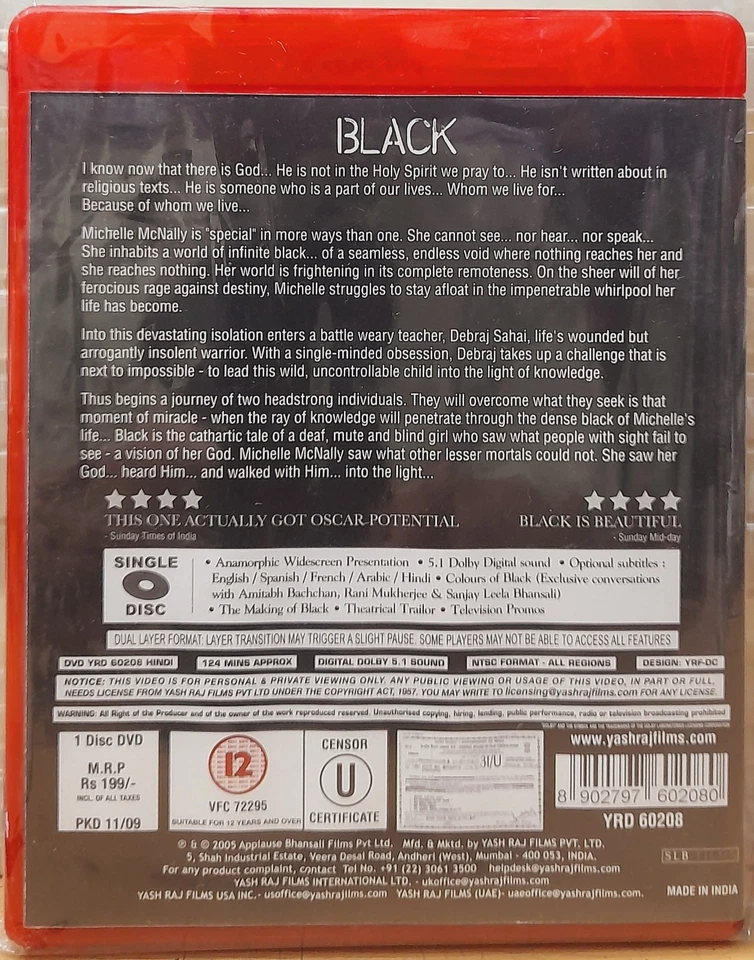 BLACK
I know now that there is God... He is not in the Holy Spirit we pray to... He isn't written about in
religious texts... He is someone who is a part of our lives... Whom we live for...
Because of whom we live...
Michelle McNally is "special" in more ways than one. She cannot see... nor hear... nor speak...
She inhabits a world of infinite black... of a seamless, endless void where nothing reaches her and
she reaches nothing. Her world is frightening in its complete remoteness. On the sheer will of her
ferocious rage against destiny, Michelle struggles to stay afloat in the impenetrable whirlpool her
life has become.
Into this devastating isolation enters a battle weary teacher, Debraj Sahai, life's wounded but
arrogantly insolent warrior. With a single-minded obsession, Debraj takes up a challenge that is
next to impossible - to lead this wild, uncontrollable child into the light of knowledge.
Thus begins a journey of two headstrong individuals. They will overcome what they seek is that
moment of miracle - when the ray of knowledge will penetrate through the dense black of Michelle's
life... Black is the cathartic tale of a deaf, mute and blind girl who saw what people with sight fail to
see - a vision of her God. Michelle McNally saw what other lesser mortals could not. She saw her
God... heard Him... and walked with Him... into the light...
THIS ONE ACTUALLY GOT OSCAR POTENTIAL
- Sunday Times of India
BLACK IS BEAUTIFUL
- Sunday Mid-day
SINGLE
DISC
• Anamorphic Widescreen Presentation • 5.1 Dolby Digital sound • Optional subtitles :
English / Spanish / French / Arabic / Hindi • Colours of Black (Exclusive conversations
with Amitabh Bachchan, Rani Mukherjee & Sanjay Leela Bhansali)
• The Making of Black • Theatrical Trailor • Television Promos
DUAL LAYER FORMAT: LAYER TRANSITION MAY TRIGGER A SLIGHT PAUSE. SOME PLAYERS MAY NOT BE ABLE TO ACCESS ALL FEATURES
DVD YRD 60208 HINDI 124 MINS APPROX DIGITAL DOLBY 5.1 SOUND NTSC FORMAT - ALL REGIONS DESIGN: YRF-DC
NOTICE: THIS VIDEO IS FOR PERSONAL & PRIVATE VIEWING ONLY. ANY PUBLIC VIEWING OR USAGE OF THIS VIDEO, IN PART OR FULL,
NEEDS LICENSE FROM YASH RAJ FILMS PVT LTD UNDER THE COPYRIGHT ACT, 1957. YOU MAY WRITE TO licensing@yashrajfilms.com FOR ANY LICENSE.
WARNING: All Right of the Producer and of the owner of the work reproduced reserved. Unauthorised copying, hiring, lending, public performance, radio or television broadcasting prohibited
1 Disc DVD
M.R.P
Rs 199/-
INCL. OF ALL TAXES
PKD 11/09
12
VFC 72295
SUITABLE FOR 12 YEARS AND OVER
CENSOR
U
CERTIFICATE
31/U
www.yashrajfilms.com
8 902797 602080
YRD 60208
℗ & © 2005 Applause Bhansali Films Pvt Ltd. Mfd. & Mktd. by YASH RAJ FILMS PVT. LTD.
5, Shah Industrial Estate, Veera Desai Road, Andheri (West), Mumbai - 400 053, INDIA.
For any product complaint, contact Tel No. +91 (22) 3061 3500 helpdesk@yashrajfilms.com
YASH RAJ FILMS INTERNATIONAL LTD. - ukoffice@yashrajfilms.com
YASH RAJ FILMS USA INC.- usoffice@yashrajfilms.com YASH RAJ FILMS (UAE)- uaeoffice@yashrajfilms.com.
SLB
MADE IN INDIA